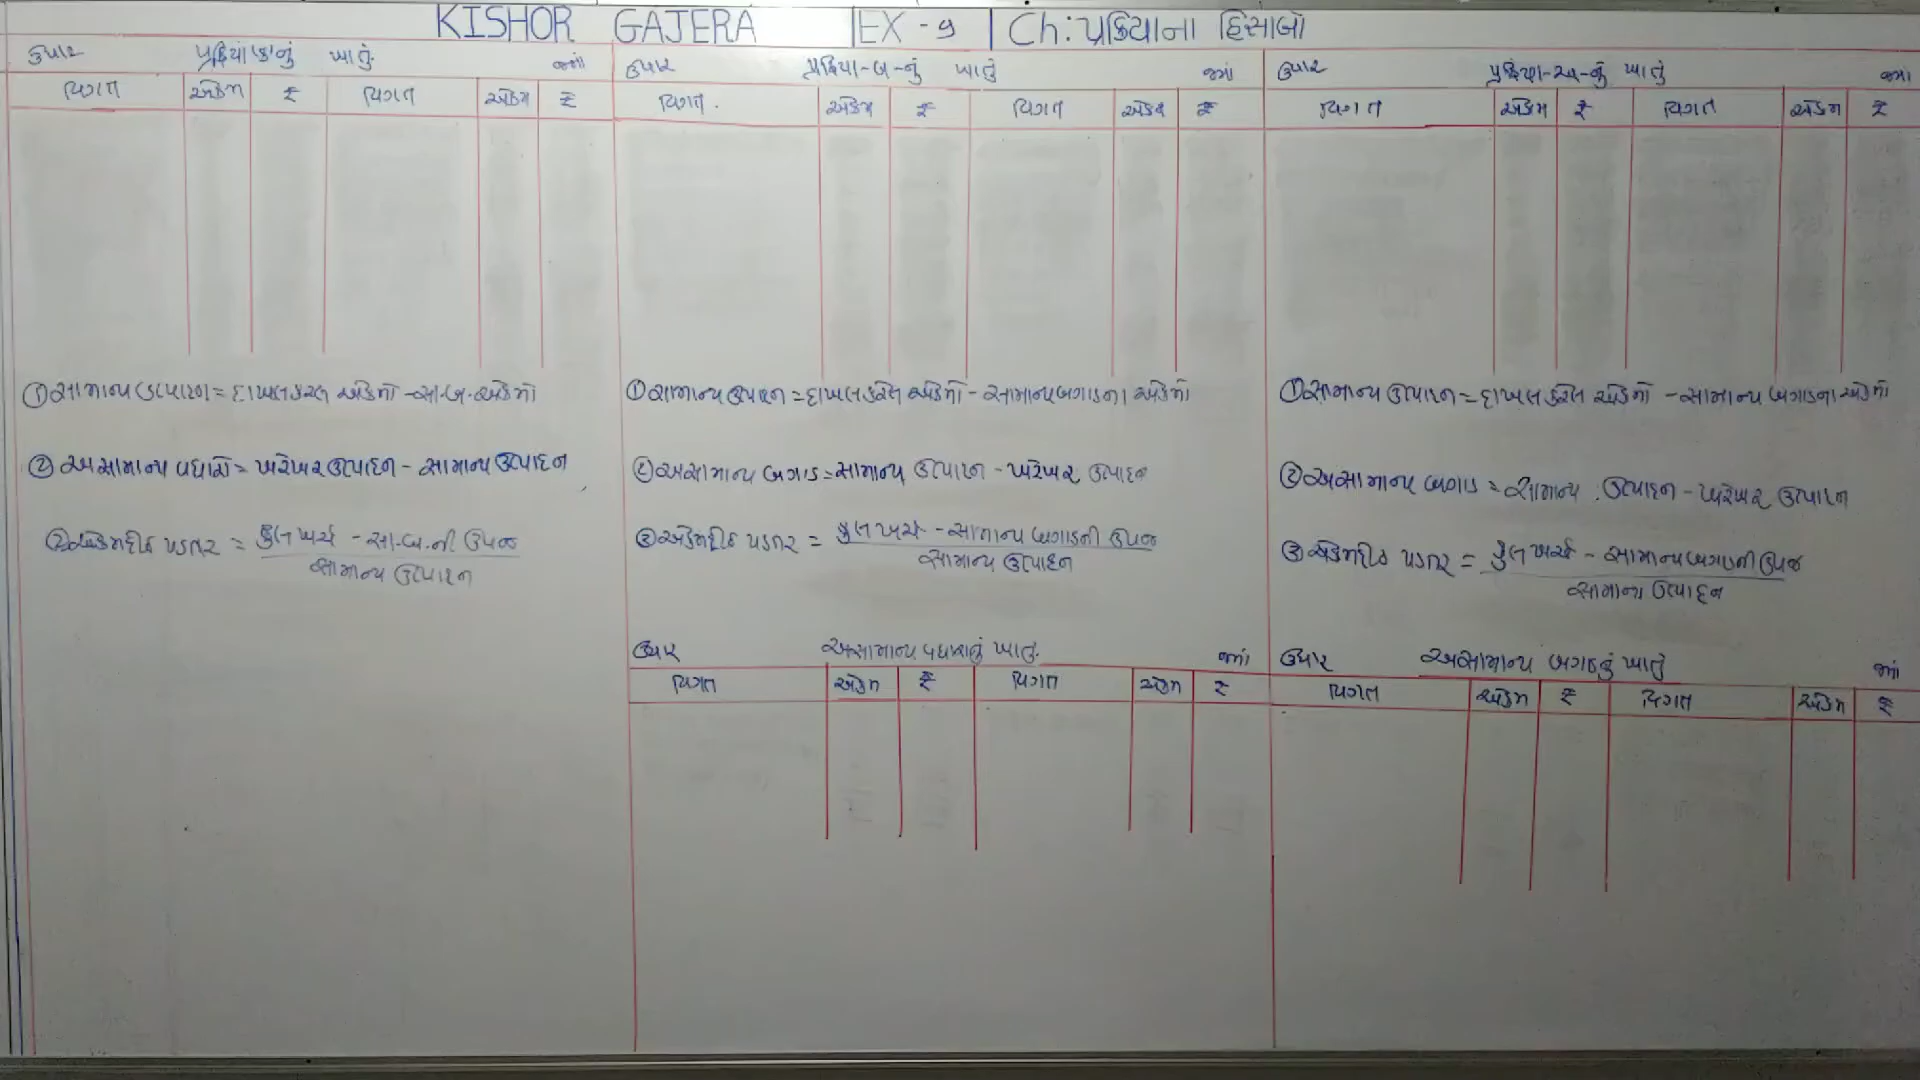 KISHOR GAJERA | EX - ૭ | Ch: પ્રક્રિયાના હિસાબો
ઉધાર પ્રક્રિયા ક નું ખાતું જમા
વિગત એકમ ₹ વિગત એકમ ₹
① સામાન્ય ઉત્પાદન = દાખલ કરેલ એકમો - સા.બ. એકમો
② અસામાન્ય વધારો = ખરેખર ઉત્પાદન - સામાન્ય ઉત્પાદન
એકમદીઠ પડતર = કુલ ખર્ચ - સા.બ.ની ઉપજ
સામાન્ય ઉત્પાદન
ઉધાર પ્રક્રિયા-બ-નું ખાતું જમા
વિગત. એકમ ₹ વિગત એકમ ₹
① સામાન્ય ઉત્પાદન = દાખલ કરેલ એકમો - સામાન્ય બગાડના એકમો
② અસામાન્ય બગાડ = સામાન્ય ઉત્પાદન - ખરેખર ઉત્પાદન
③ એકમદીઠ પડતર = કુલ ખર્ચ - સામાન્ય બગાડની ઉપજ
સામાન્ય ઉત્પાદન
ઉધાર અસામાન્ય વધારાનું ખાતું. જમા
વિગત એકમ ₹ વિગત એકમ ₹
ઉધાર પ્રક્રિયા-અ-નું ખાતું જમા
વિગત એકમ ₹ વિગત એકમ ₹
① સામાન્ય ઉત્પાદન = દાખલ કરેલ એકમો - સામાન્ય બગાડના એકમો
② અસામાન્ય બગાડ = સામાન્ય ઉત્પાદન - ખરેખર ઉત્પાદન
③ એકમદીઠ પડતર = કુલ ખર્ચ - સામાન્ય બગાડની ઉપજ
સામાન્ય ઉત્પાદન
ઉધાર અસામાન્ય બગાડનું ખાતું જમા
વિગત એકમ ₹ વિગત એકમ ₹